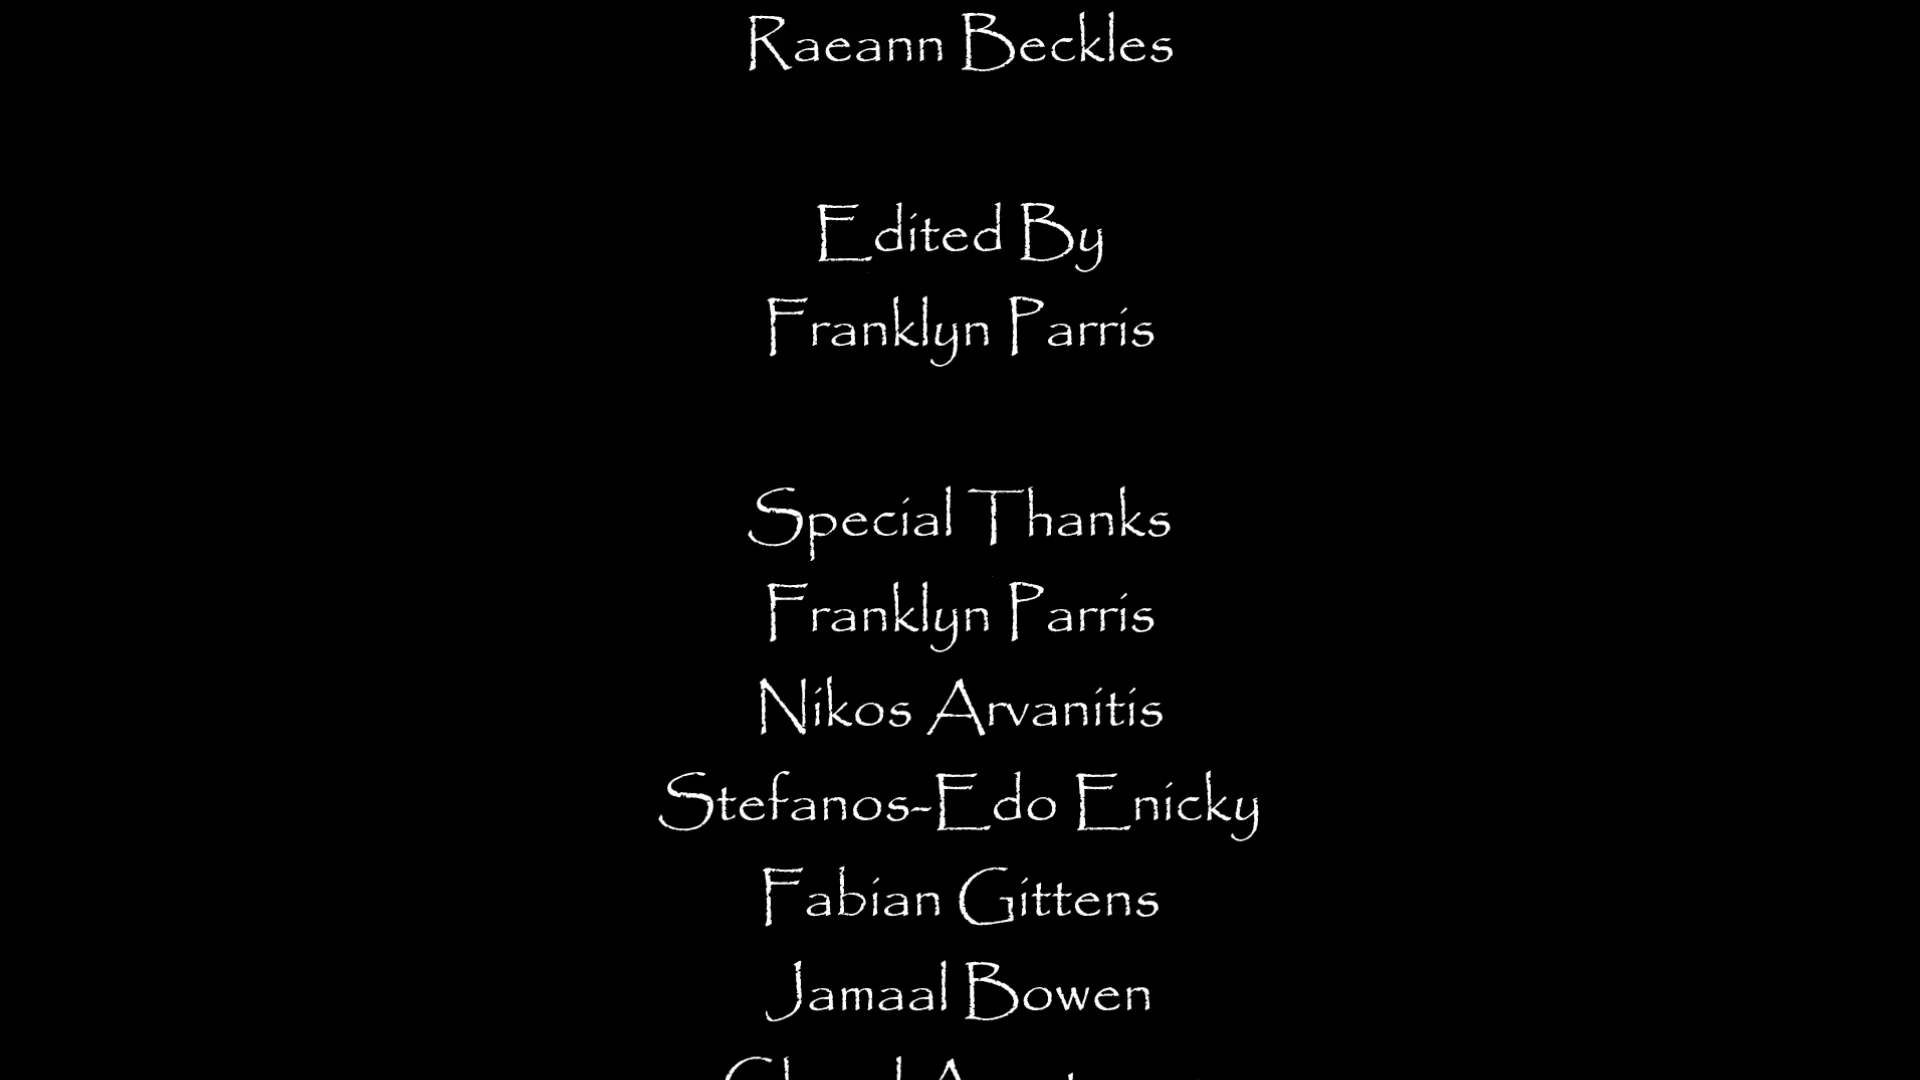 Raeann Beckles
Edited By
Franklyn Parris
Special Thanks
Franklyn Parris
Nikos Arvanitis
Stefanos-Edo Enicky
Fabian Gittens
Jamaal Bowen